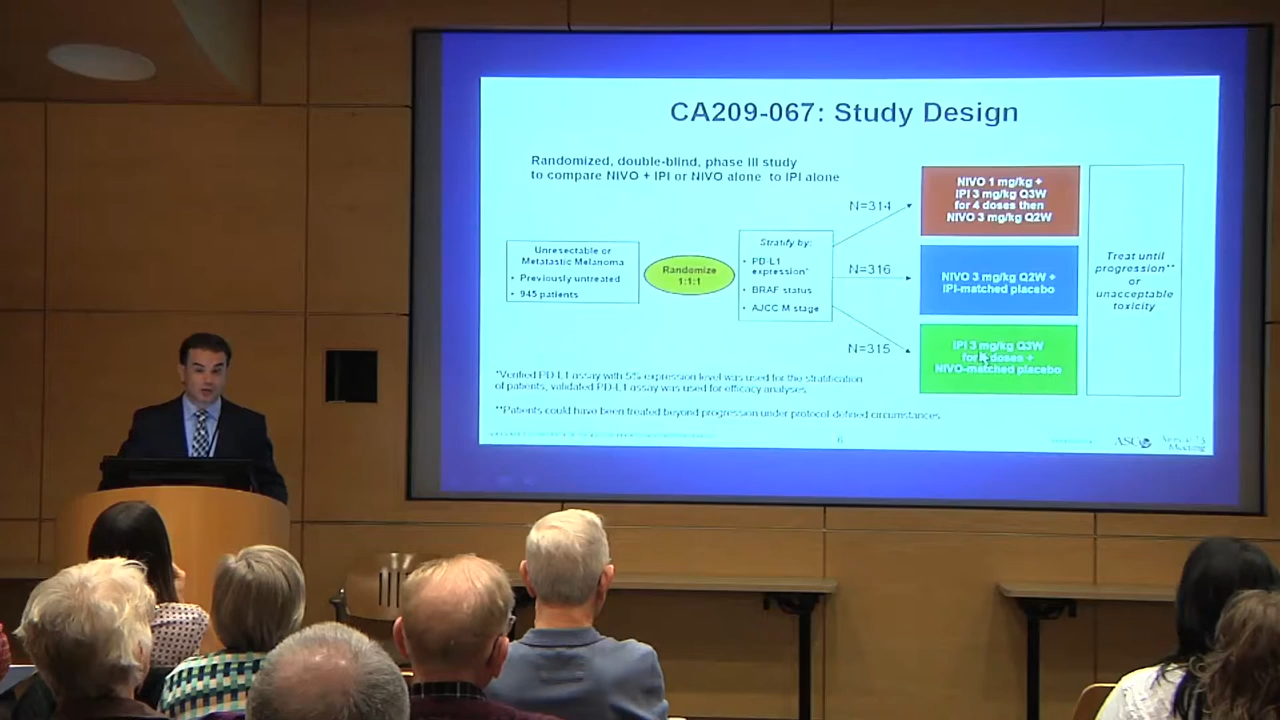 CA209-067: Study Design
Randomized, double-blind, phase III study
to compare NIVO + IPI or NIVO alone to IPI alone
Unresectable or
Metastatic Melanoma
• Previously untreated
• 945 patients
Randomize
1:1:1
Stratify by:
• PD-L1
expression*
• BRAF status
• AJCC M stage
N=314
N=316
N=315
NIVO 1 mg/kg +
IPI 3 mg/kg Q3W
for 4 doses then
NIVO 3 mg/kg Q2W
NIVO 3 mg/kg Q2W +
IPI-matched placebo
IPI 3 mg/kg Q3W
for 4 doses +
NIVO-matched placebo
Treat until
progression**
or
unacceptable
toxicity
*Verified PD-L1 assay with 5% expression level was used for the stratification
of patients, validated PD-L1 assay was used for efficacy analyses.
**Patients could have been treated beyond progression under protocol-defined circumstances.
6
ASCO
Meeting